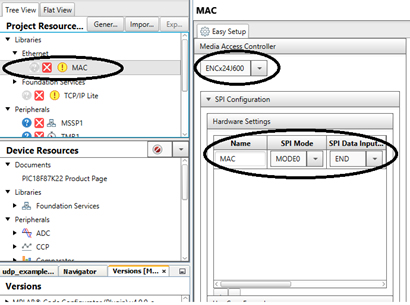 Tree View Flat View
Project Resource... Gener... Impor... Exp...
Libraries
Ethernet
MAC
Foundation Services
TCP/IP Lite
Peripherals
MSSP1
TMR1
Device Resources
Documents
PIC18F87K22 Product Page
Libraries
Foundation Services
Peripherals
ADC
CCP
Comparator
udp_example... Navigator Versions [M...
Versions
MAC
Easy Setup
Media Access Controller
ENCx24J600
SPI Configuration
Hardware Settings
Name SPI Mode SPI Data Input...
MAC MODE0 END